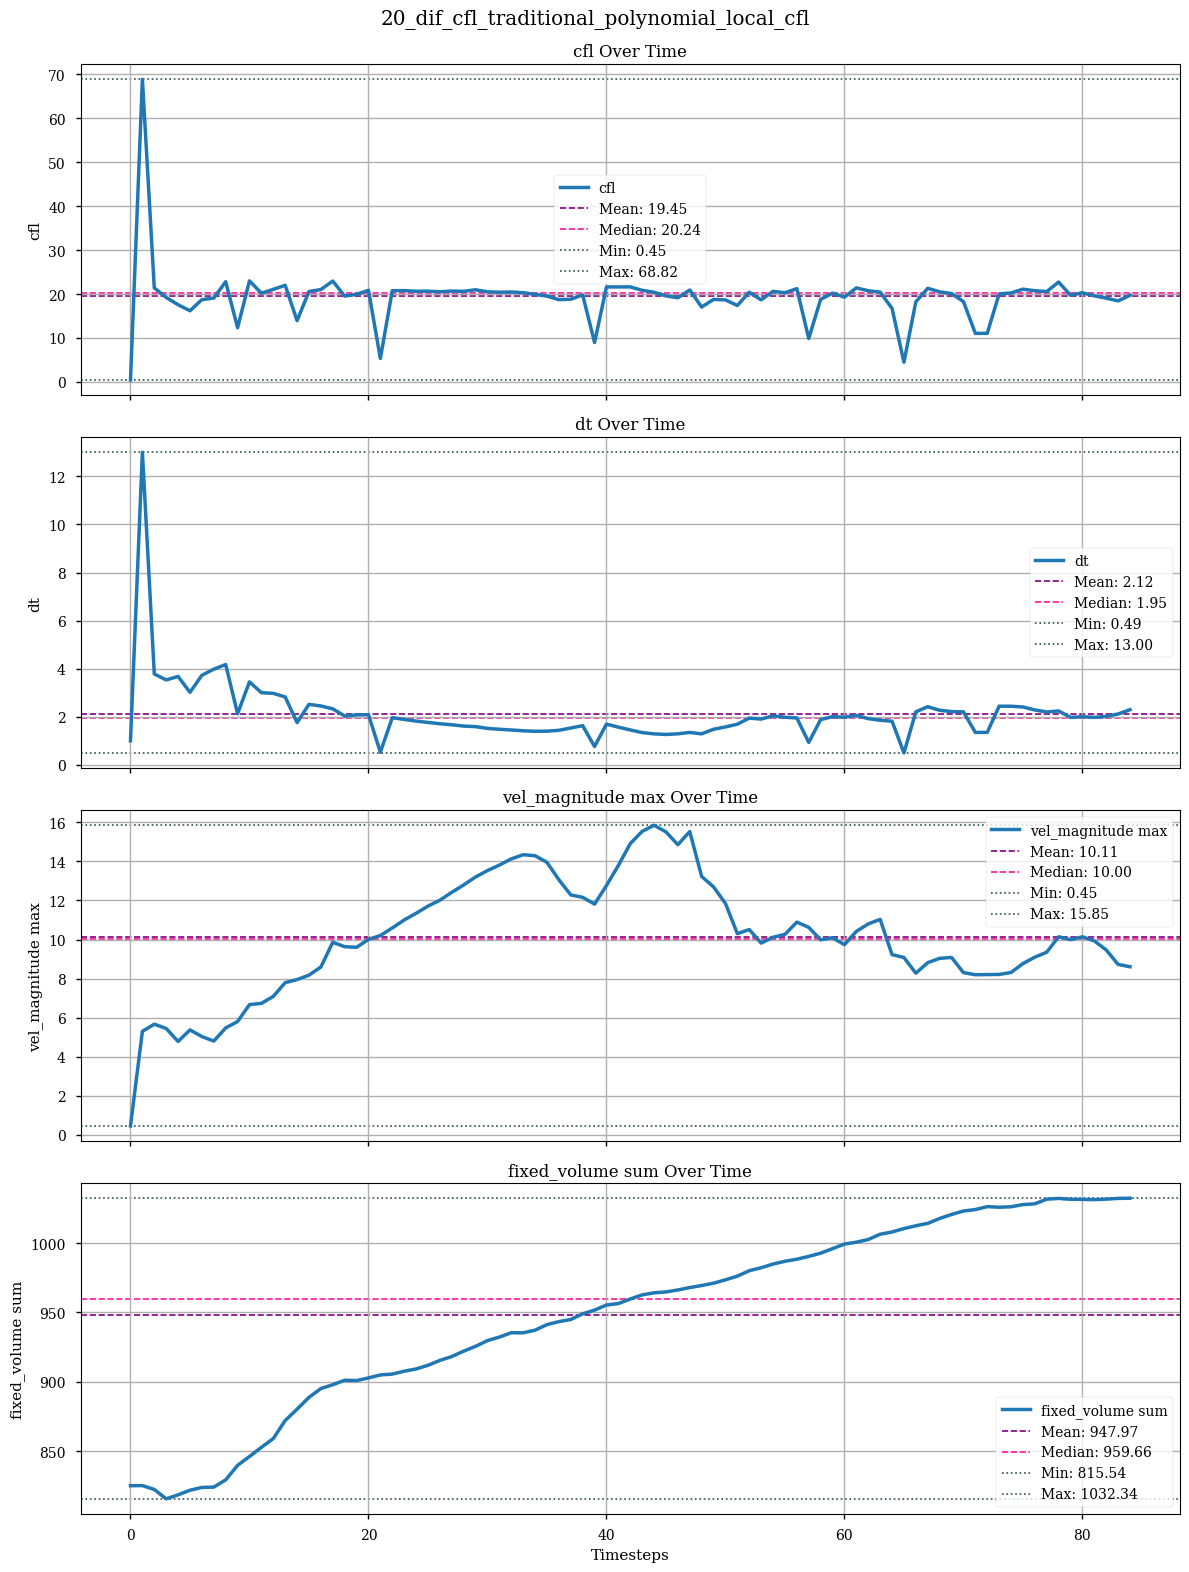 20_dif_cfl_traditional_polynomial_local_cfl
cfl Over Time
70
60
50
40
30
20
10
0
cfl
cfl
Mean: 19.45
Median: 20.24
Min: 0.45
Max: 68.82
dt Over Time
12
10
8
6
4
2
0
dt
dt
Mean: 2.12
Median: 1.95
Min: 0.49
Max: 13.00
vel_magnitude max Over Time
16
14
12
10
8
6
4
2
0
vel_magnitude max
vel_magnitude max
Mean: 10.11
Median: 10.00
Min: 0.45
Max: 15.85
fixed_volume sum Over Time
1000
950
900
850
fixed_volume sum
fixed_volume sum
Mean: 947.97
Median: 959.66
Min: 815.54
Max: 1032.34
0 20 40 60 80
Timesteps